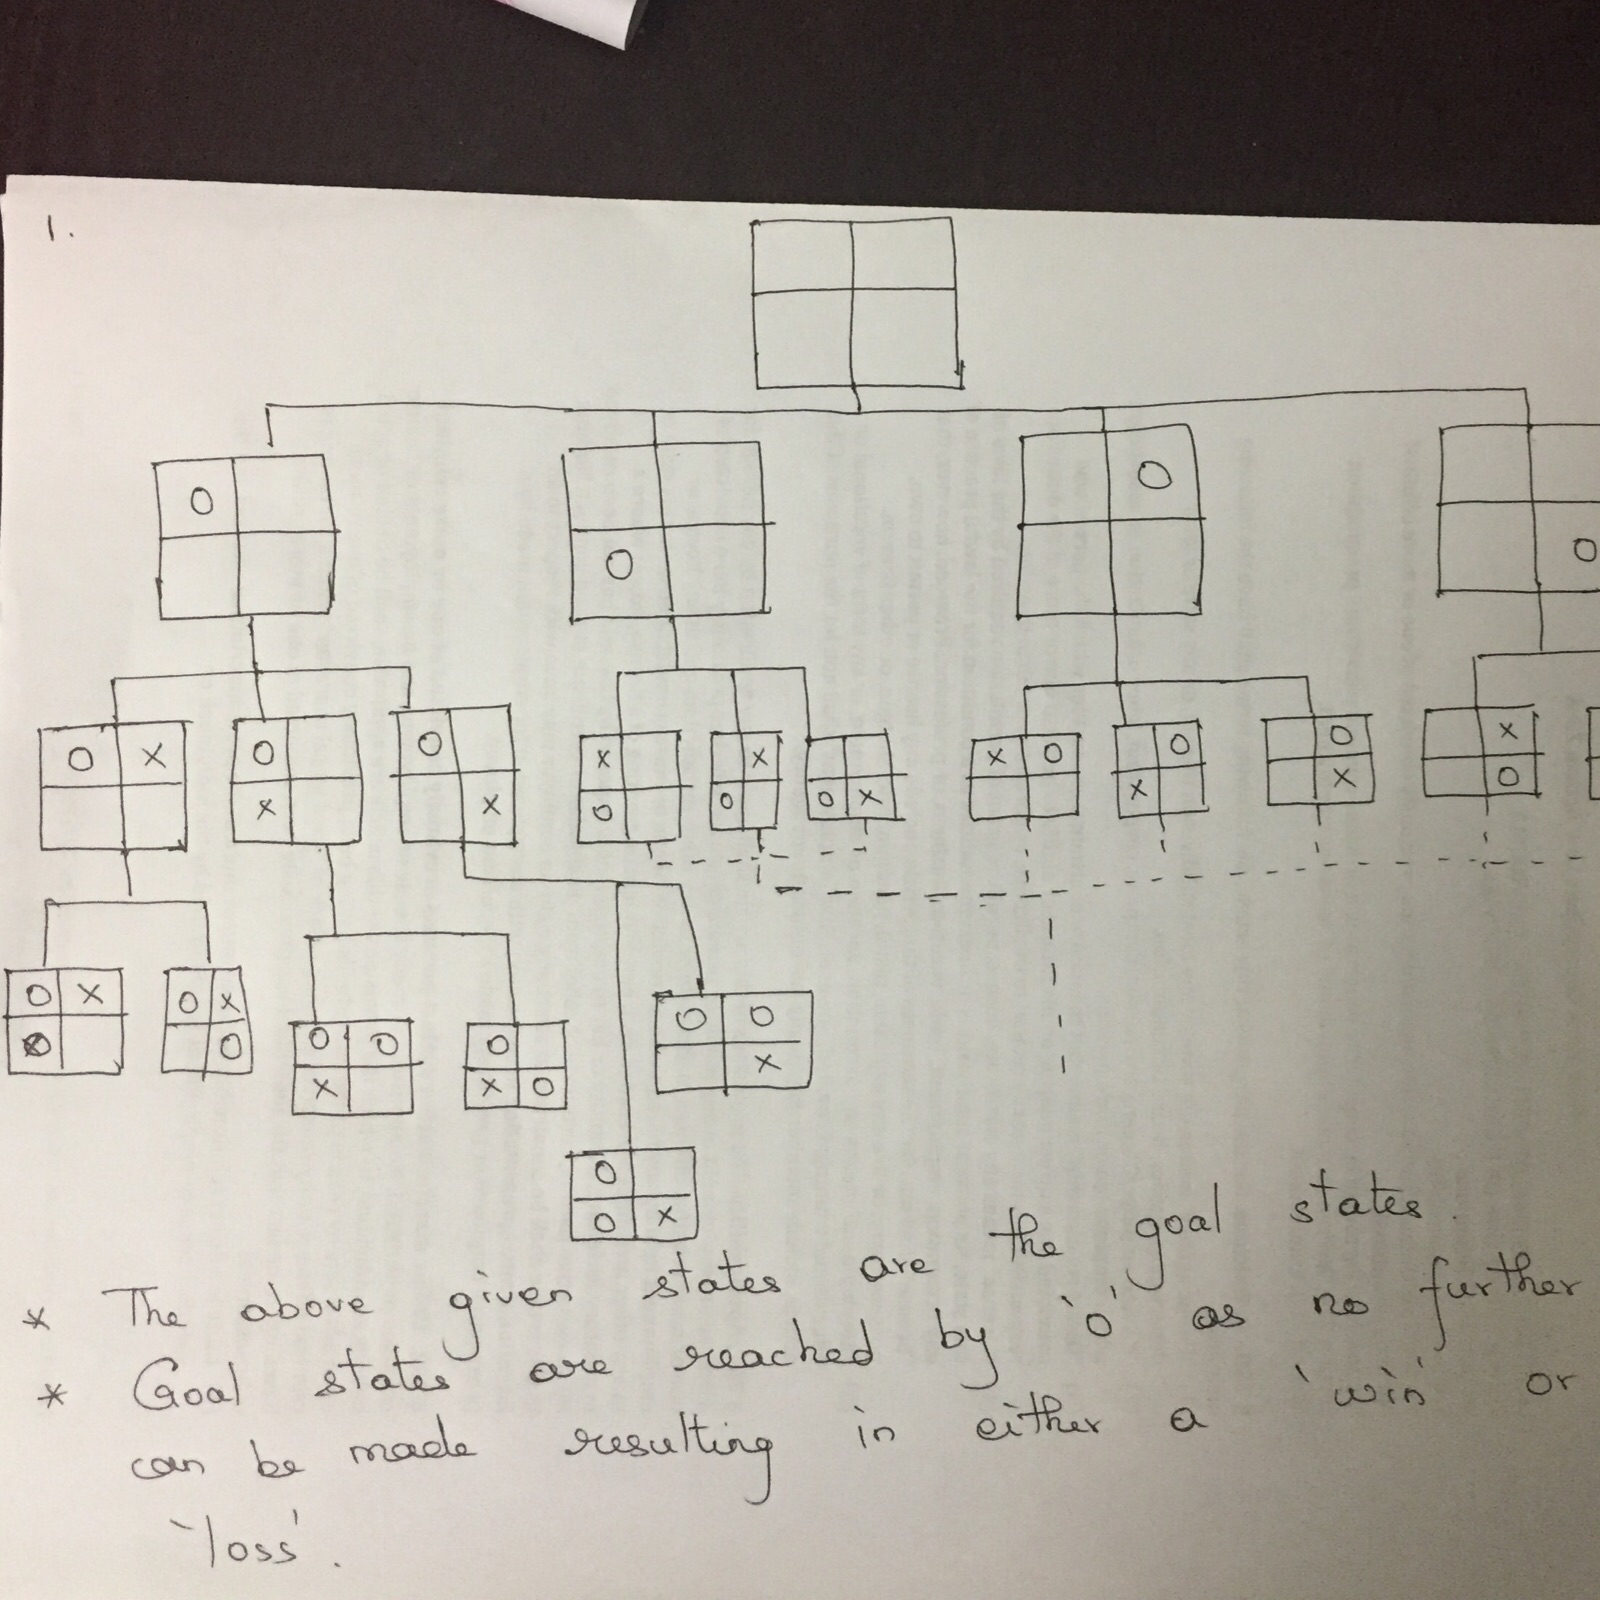 1.
O
O
O
O
O X
O
X
O
X
X
O
X
O
O X
X O
O
X
O
X
X
O
O X
O
O X
O
O O
X
O
X O
O O
X
O
O X
* The above given states are the goal states.
* Goal states are reached by 'o' as no further
can be made resulting in either a 'win' or
'loss'.